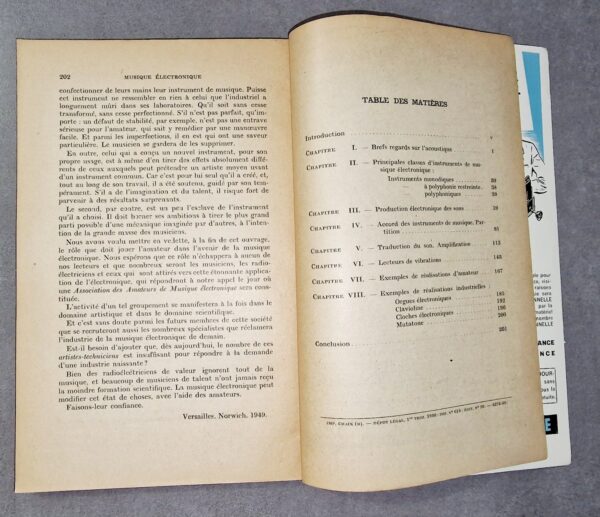 202 MUSIQUE ÉLECTRONIQUE
confectionner de leurs mains leur instrument de musique. Puisse
cet instrument ne ressembler en rien à celui que l'industriel a
longuement mûri dans ses laboratoires. Qu'il soit sans cesse
transformé, sans cesse perfectionné. S'il n'est pas parfait, qu'im-
porte : un défaut de stabilité, par exemple, n'est pas une entrave
sérieuse pour l'amateur, qui sait y remédier par une manœuvre
facile. Et parmi les imperfections, il en est qui ont une saveur
particulière. Le musicien se gardera de les supprimer.
En outre, celui qui a conçu un nouvel instrument, pour son
propre usage, est à même d'en tirer des effets absolument diffé-
rents de ceux auxquels peut prétendre un artiste moyen usant
d'un instrument commun. Car c'est pour lui seul qu'il a créé, et,
tout au long de son travail, il a été soutenu, guidé par son tem-
pérament. S'il a de l'imagination et du talent, il risque fort de
parvenir à des résultats surprenants.
Le second, par contre, est un peu l'esclave de l'instrument
qu'il a choisi. Il doit borner ses ambitions à tirer le plus grand
parti possible d'une mécanique imaginée par d'autres, à l'inten-
tion de la grande masse des musiciens.
Nous avons voulu mettre en vedette, à la fin de cet ouvrage,
le rôle que doit jouer l'amateur dans l'avenir de la musique
électronique. Nous espérons que ce rôle n'échappera à aucun de
nos lecteurs et que nombreux seront les musiciens, les radio-
électriciens et ceux qui sont attirés vers cette étonnante applica-
tion de l'électronique, qui répondront à notre appel le jour où
une Association des Amateurs de Musique électronique sera cons-
tituée.
L'activité d'un tel groupement se manifestera à la fois dans le
domaine artistique et dans le domaine scientifique.
Et c'est sans doute parmi les futurs membres de cette société
que se recruteront aussi les nombreux spécialistes que réclamera
l'industrie de la musique électronique de demain.
Est-il besoin d'ajouter que, dès aujourd'hui, le nombre de ces
artistes-techniciens est insuffisant pour répondre à la demande
d'une industrie naissante ?
Bien des radioélectriciens de valeur ignorent tout de la
musique, et beaucoup de musiciens de talent n'ont jamais reçu
la moindre formation scientifique. La musique électronique peut
modifier cet état de choses, avec l'aide des amateurs.
Faisons-leur confiance.
Versailles. Norwich. 1949.
TABLE DES MATIÈRES
Introduction v
CHAPITRE I. — Brefs regards sur l'acoustique 1
CHAPITRE II. — Principales classes d'instruments de mu-
sique électronique :
Instruments monodiques
à polyphonie restreinte
polyphoniques
CHAPITRE III. — Production électronique des sons
CHAPITRE IV. — Accord des instruments de musique. Par-
tition 81
CHAPITRE V. — Traduction du son. Amplification 113
CHAPITRE VI. — Lecteurs de vibrations
CHAPITRE VII. — Exemples de réalisations d'amateur 167
CHAPITRE VIII. — Exemples de réalisations industrielles :
Orgues électroniques
Clavioline 192
Cloches électroniques
Mutatone 200
Conclusion 201